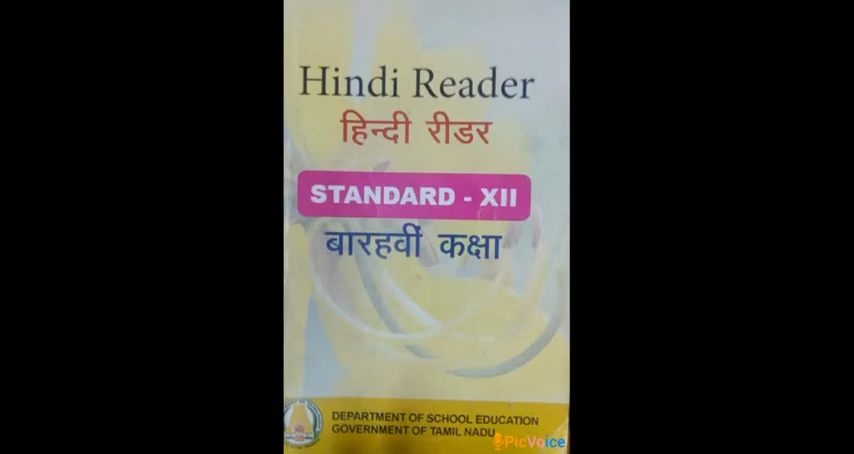 Hindi Reader
हिन्दी रीडर
STANDARD - XII
बारहवीं कक्षा
DEPARTMENT OF SCHOOL EDUCATION
GOVERNMENT OF TAMIL NADU
PicVoice